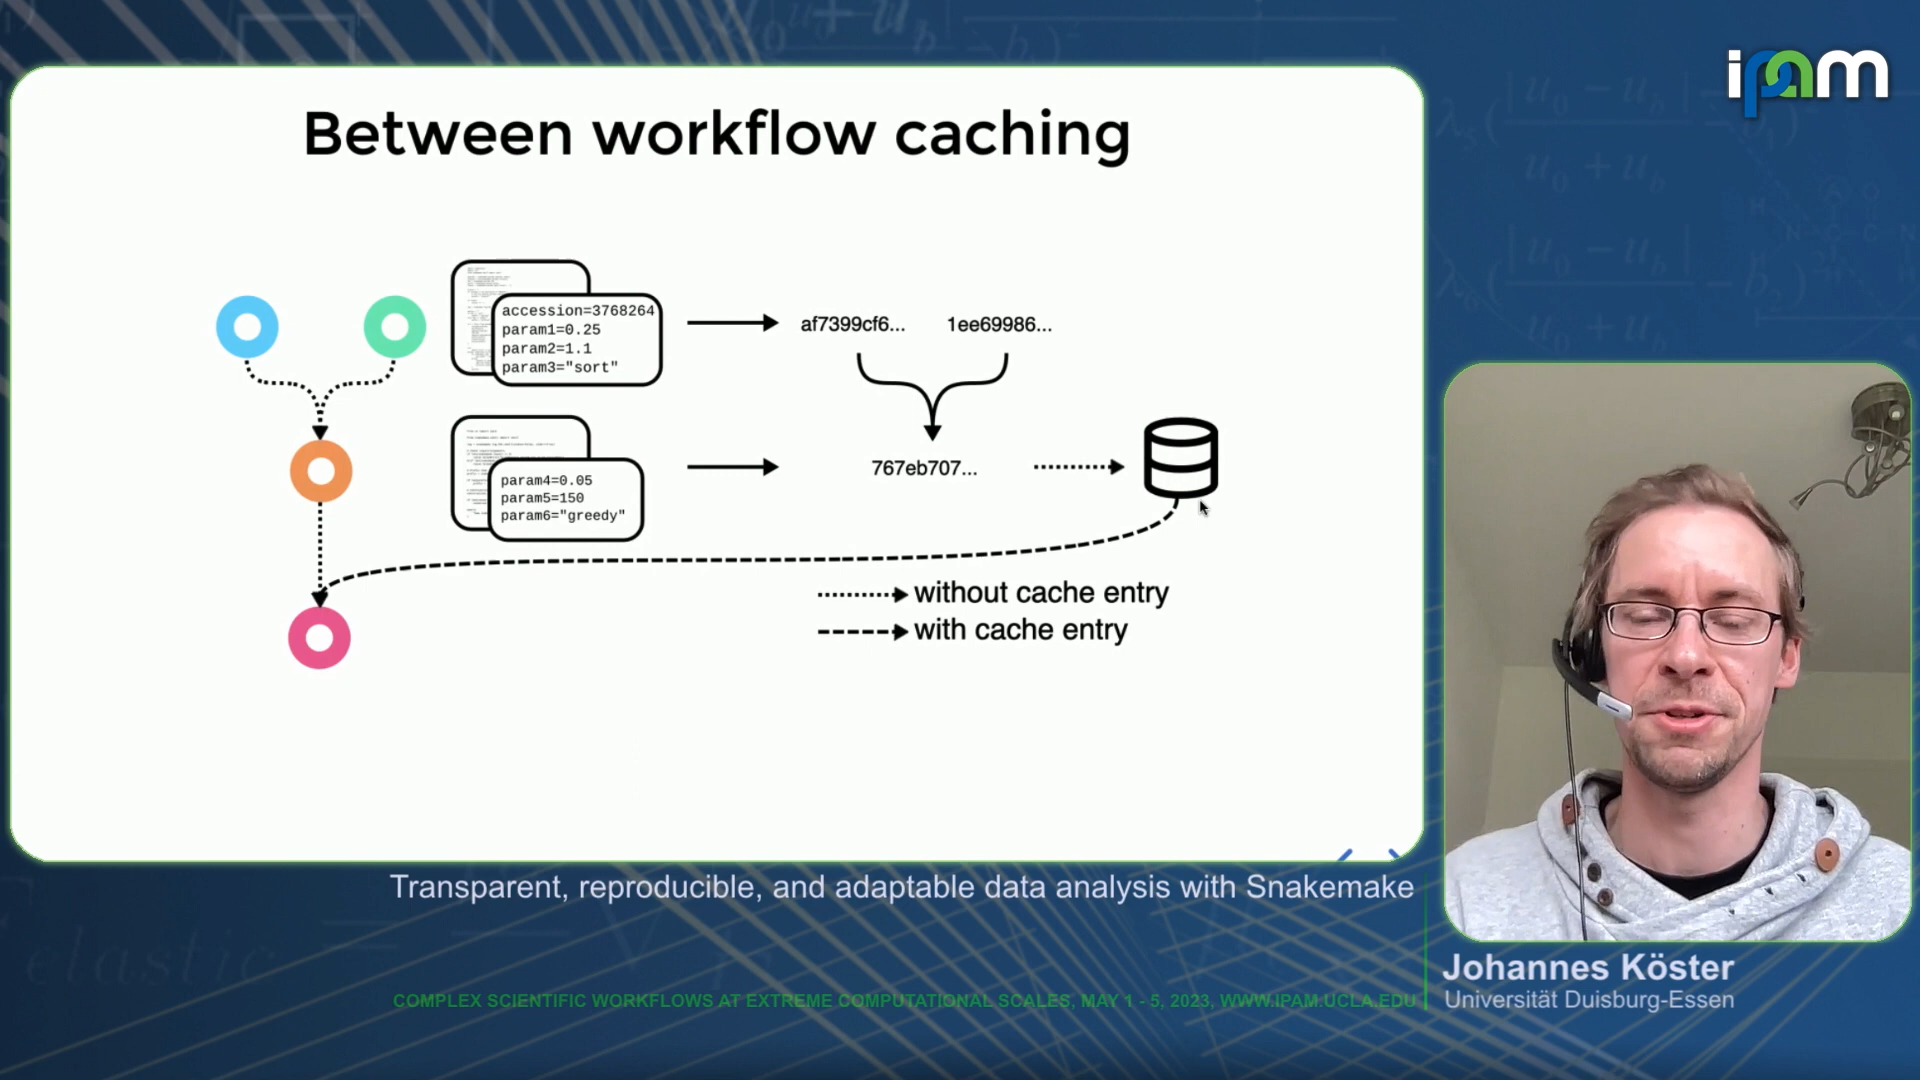 ipam
Between workflow caching
accession=3768264
param1=0.25
param2=1.1
param3="sort"
af7399cf6...
1ee69986...
param4=0.05
param5=150
param6="greedy"
767eb707...
without cache entry
with cache entry
Transparent, reproducible, and adaptable data analysis with Snakemake
Johannes Köster
Universität Duisburg-Essen
COMPLEX SCIENTIFIC WORKFLOWS AT EXTREME COMPUTATIONAL SCALES, MAY 1 - 5, 2023, WWW.IPAM.UCLA.EDU
elastic